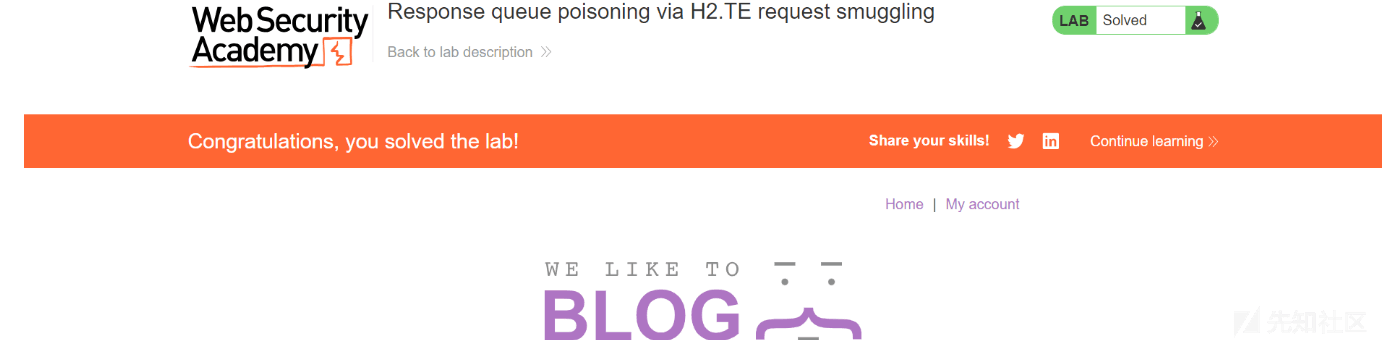 Web Security
Academy
Response queue poisoning via H2.TE request smuggling
Back to lab description
LAB Solved
Congratulations, you solved the lab!
Share your skills!
Continue learning
Home | My account
WE LIKE TO
BLOG
先知社区